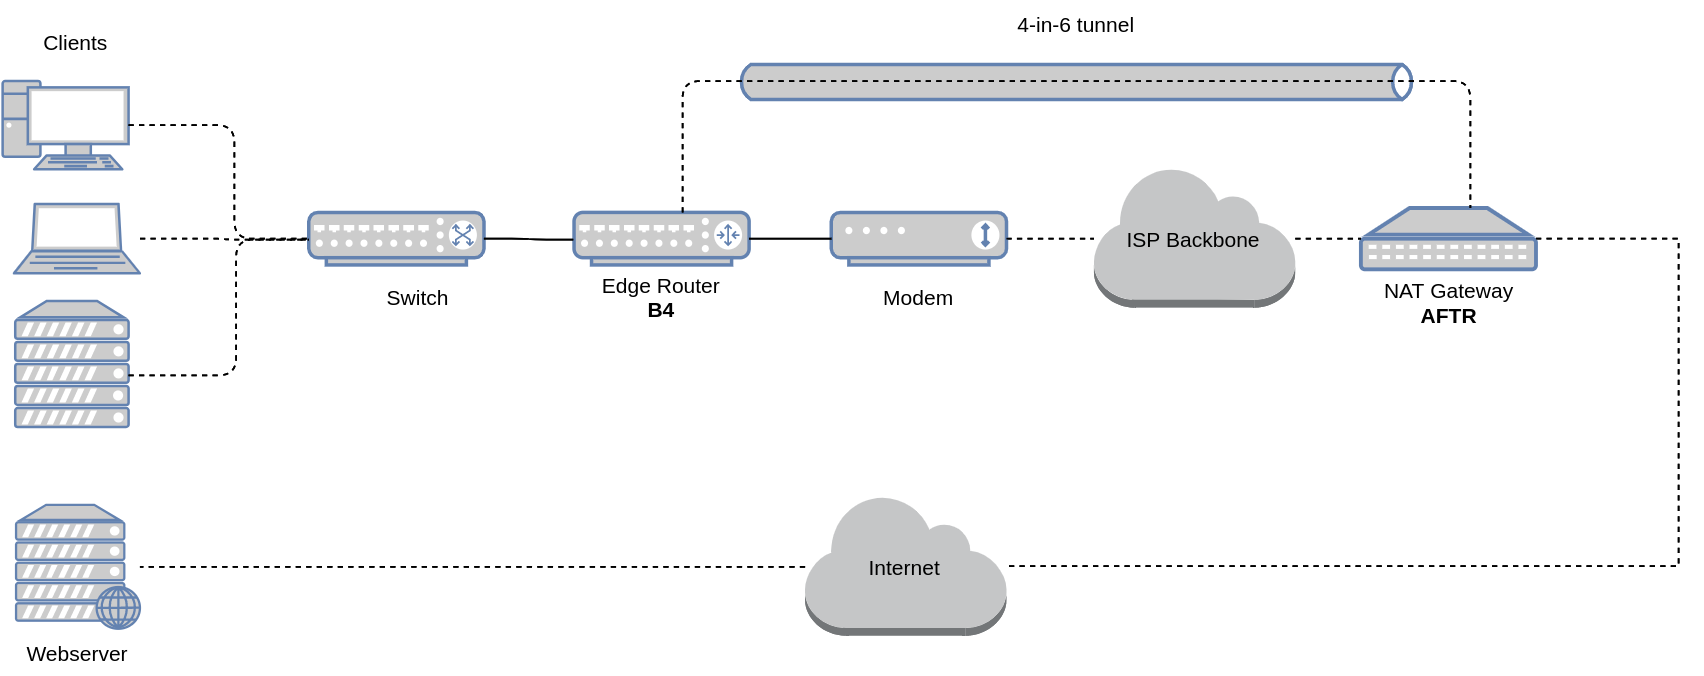 4-in-6 tunnel
Clients
ISP Backbone
Switch
Edge Router
B4
Modem
NAT Gateway
AFTR
Internet
Webserver